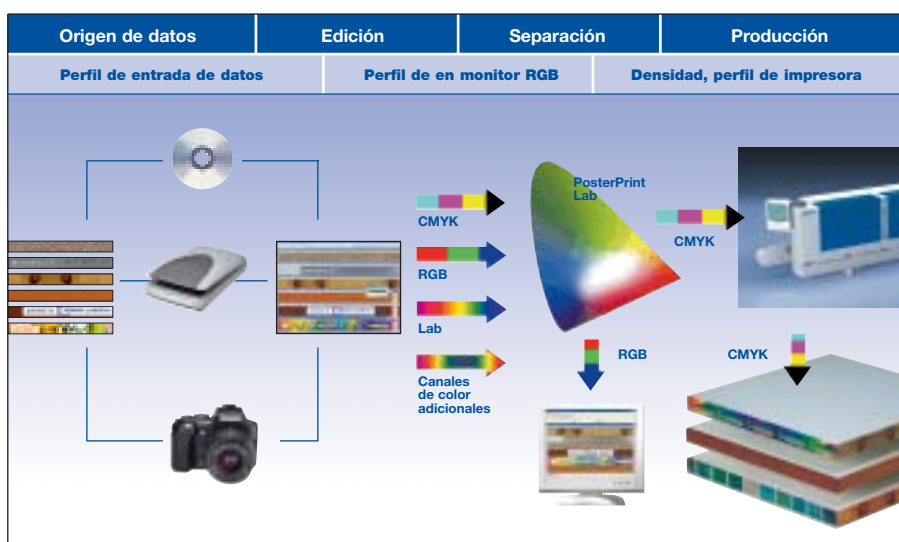 Origen de datos
Edición
Separación
Producción
Perfil de entrada de datos
Perfil de en monitor RGB
Densidad, perfil de impresora
CMYK
RGB
Lab
Canales
de color
adicionales
PosterPrint
Lab
CMYK
RGB
CMYK